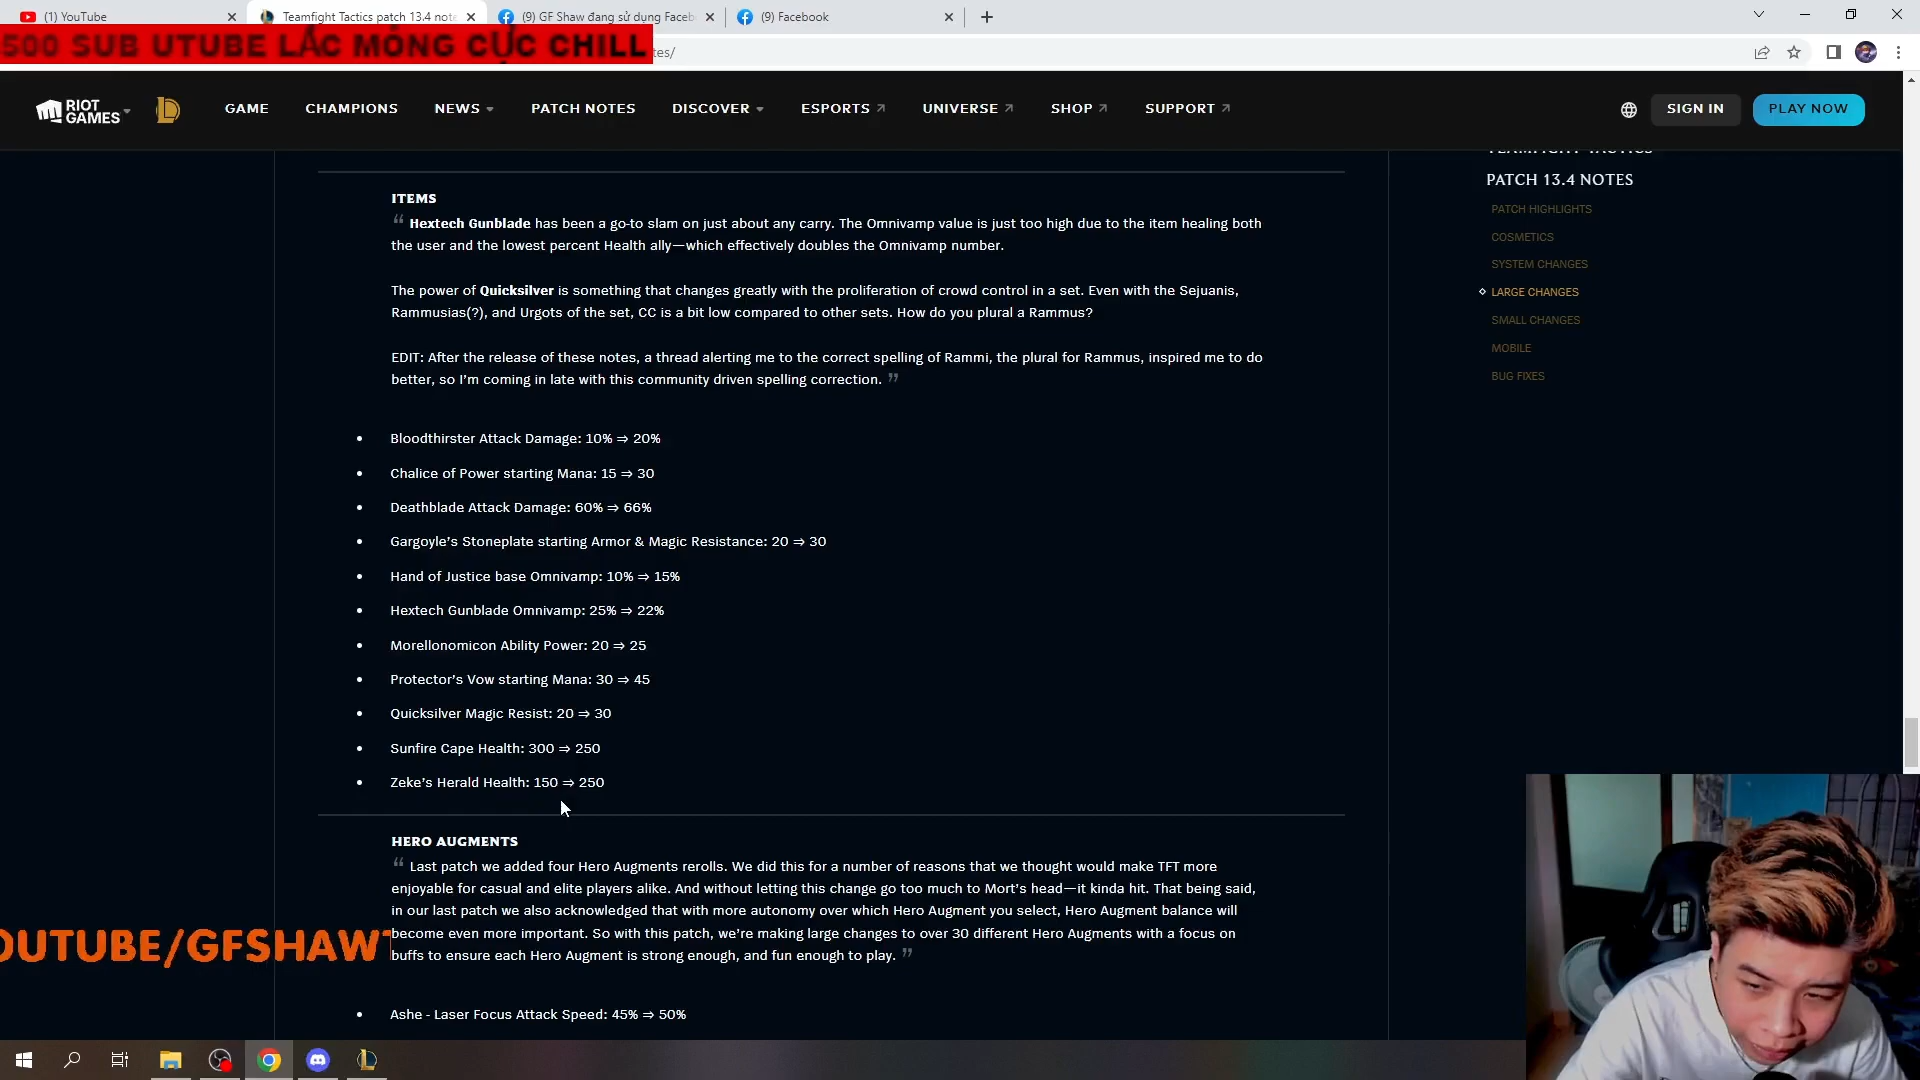 (1) YouTube
Teamfight Tactics patch 13.4 note
(9) GF Shaw đang sử dụng Faceb
(9) Facebook
500 SUB UTUBE LẮC MÔNG CỰC CHILL
tes/
RIOT GAMES
GAME
CHAMPIONS
NEWS
PATCH NOTES
DISCOVER
ESPORTS
UNIVERSE
SHOP
SUPPORT
SIGN IN
PLAY NOW
TEAMFIGHT TACTICS
PATCH 13.4 NOTES
PATCH HIGHLIGHTS
COSMETICS
SYSTEM CHANGES
LARGE CHANGES
SMALL CHANGES
MOBILE
BUG FIXES
ITEMS
“ Hextech Gunblade has been a go-to slam on just about any carry. The Omnivamp value is just too high due to the item healing both
the user and the lowest percent Health ally—which effectively doubles the Omnivamp number.
The power of Quicksilver is something that changes greatly with the proliferation of crowd control in a set. Even with the Sejuanis,
Rammusias(?), and Urgots of the set, CC is a bit low compared to other sets. How do you plural a Rammus?
EDIT: After the release of these notes, a thread alerting me to the correct spelling of Rammi, the plural for Rammus, inspired me to do
better, so I’m coming in late with this community driven spelling correction. ”
• Bloodthirster Attack Damage: 10% ⇒ 20%
• Chalice of Power starting Mana: 15 ⇒ 30
• Deathblade Attack Damage: 60% ⇒ 66%
• Gargoyle’s Stoneplate starting Armor & Magic Resistance: 20 ⇒ 30
• Hand of Justice base Omnivamp: 10% ⇒ 15%
• Hextech Gunblade Omnivamp: 25% ⇒ 22%
• Morellonomicon Ability Power: 20 ⇒ 25
• Protector’s Vow starting Mana: 30 ⇒ 45
• Quicksilver Magic Resist: 20 ⇒ 30
• Sunfire Cape Health: 300 ⇒ 250
• Zeke’s Herald Health: 150 ⇒ 250
HERO AUGMENTS
“ Last patch we added four Hero Augments rerolls. We did this for a number of reasons that we thought would make TFT more
enjoyable for casual and elite players alike. And without letting this change go too much to Mort’s head—it kinda hit. That being said,
in our last patch we also acknowledged that with more autonomy over which Hero Augment you select, Hero Augment balance will
become even more important. So with this patch, we’re making large changes to over 30 different Hero Augments with a focus on
buffs to ensure each Hero Augment is strong enough, and fun enough to play. ”
• Ashe - Laser Focus Attack Speed: 45% ⇒ 50%
OUTUBE/GFSHAW